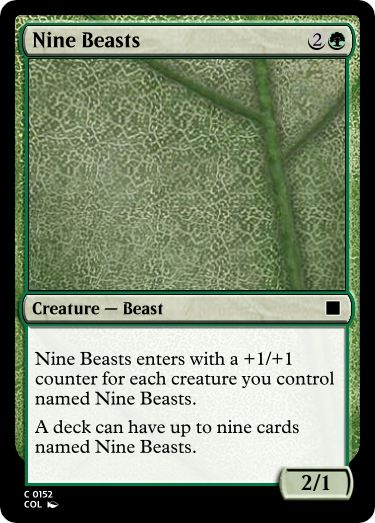 Nine Beasts 2
Creature — Beast
Nine Beasts enters with a +1/+1
counter for each creature you control
named Nine Beasts.
A deck can have up to nine cards
named Nine Beasts.
2/1
C 0152
COL